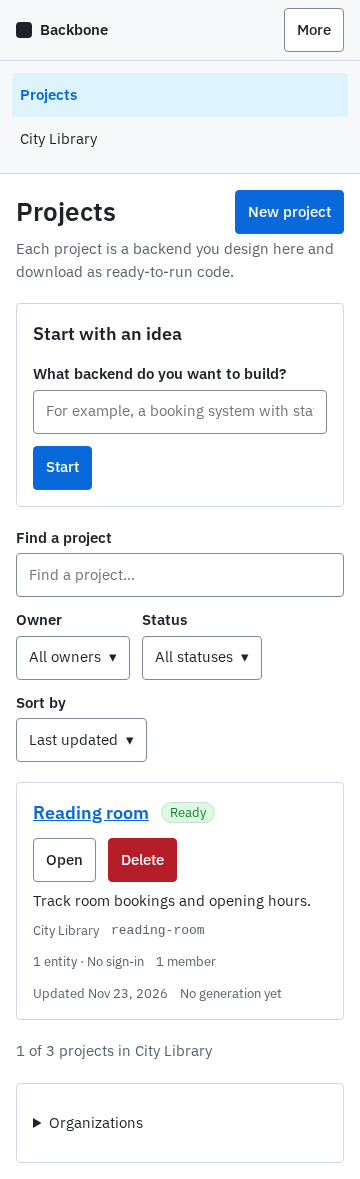 Backbone
More
Projects
City Library
Projects
New project
Each project is a backend you design here and
download as ready-to-run code.
Start with an idea
What backend do you want to build?
For example, a booking system with sta
Start
Find a project
Find a project...
Owner
Status
All owners ▾
All statuses ▾
Sort by
Last updated ▾
Reading room
Ready
Open
Delete
Track room bookings and opening hours.
City Library reading-room
1 entity · No sign-in 1 member
Updated Nov 23, 2026 No generation yet
1 of 3 projects in City Library
Organizations